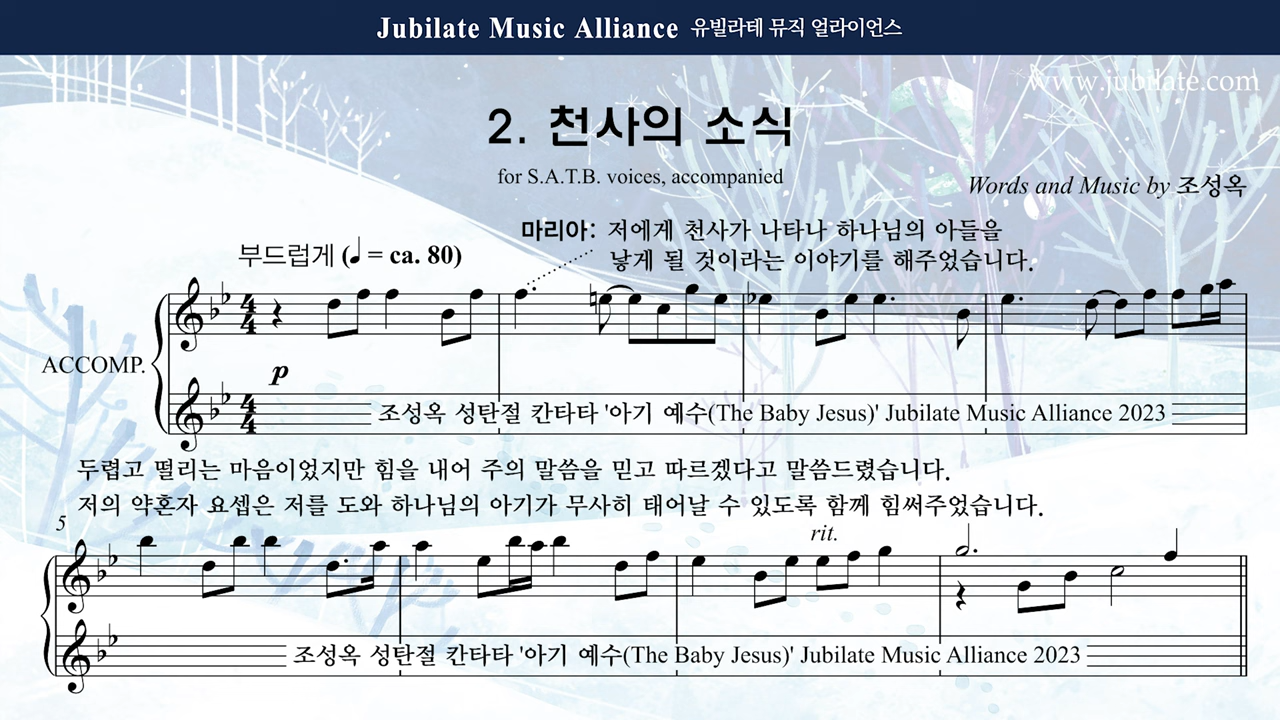 Jubilate Music Alliance 유빌라테 뮤직 얼라이언스
www.jubilate.com
2. 천사의 소식
for S.A.T.B. voices, accompanied
Words and Music by 조성옥
마리아: 저에게 천사가 나타나 하나님의 아들을
낳게 될 것이라는 이야기를 해주었습니다.
부드럽게 (♩ = ca. 80)
ACCOMP.
p
조성옥 성탄절 칸타타 '아기 예수(The Baby Jesus)' Jubilate Music Alliance 2023
두렵고 떨리는 마음이었지만 힘을 내어 주의 말씀을 믿고 따르겠다고 말씀드렸습니다.
저의 약혼자 요셉은 저를 도와 하나님의 아기가 무사히 태어날 수 있도록 함께 힘써주었습니다.
5
rit.
조성옥 성탄절 칸타타 '아기 예수(The Baby Jesus)' Jubilate Music Alliance 2023